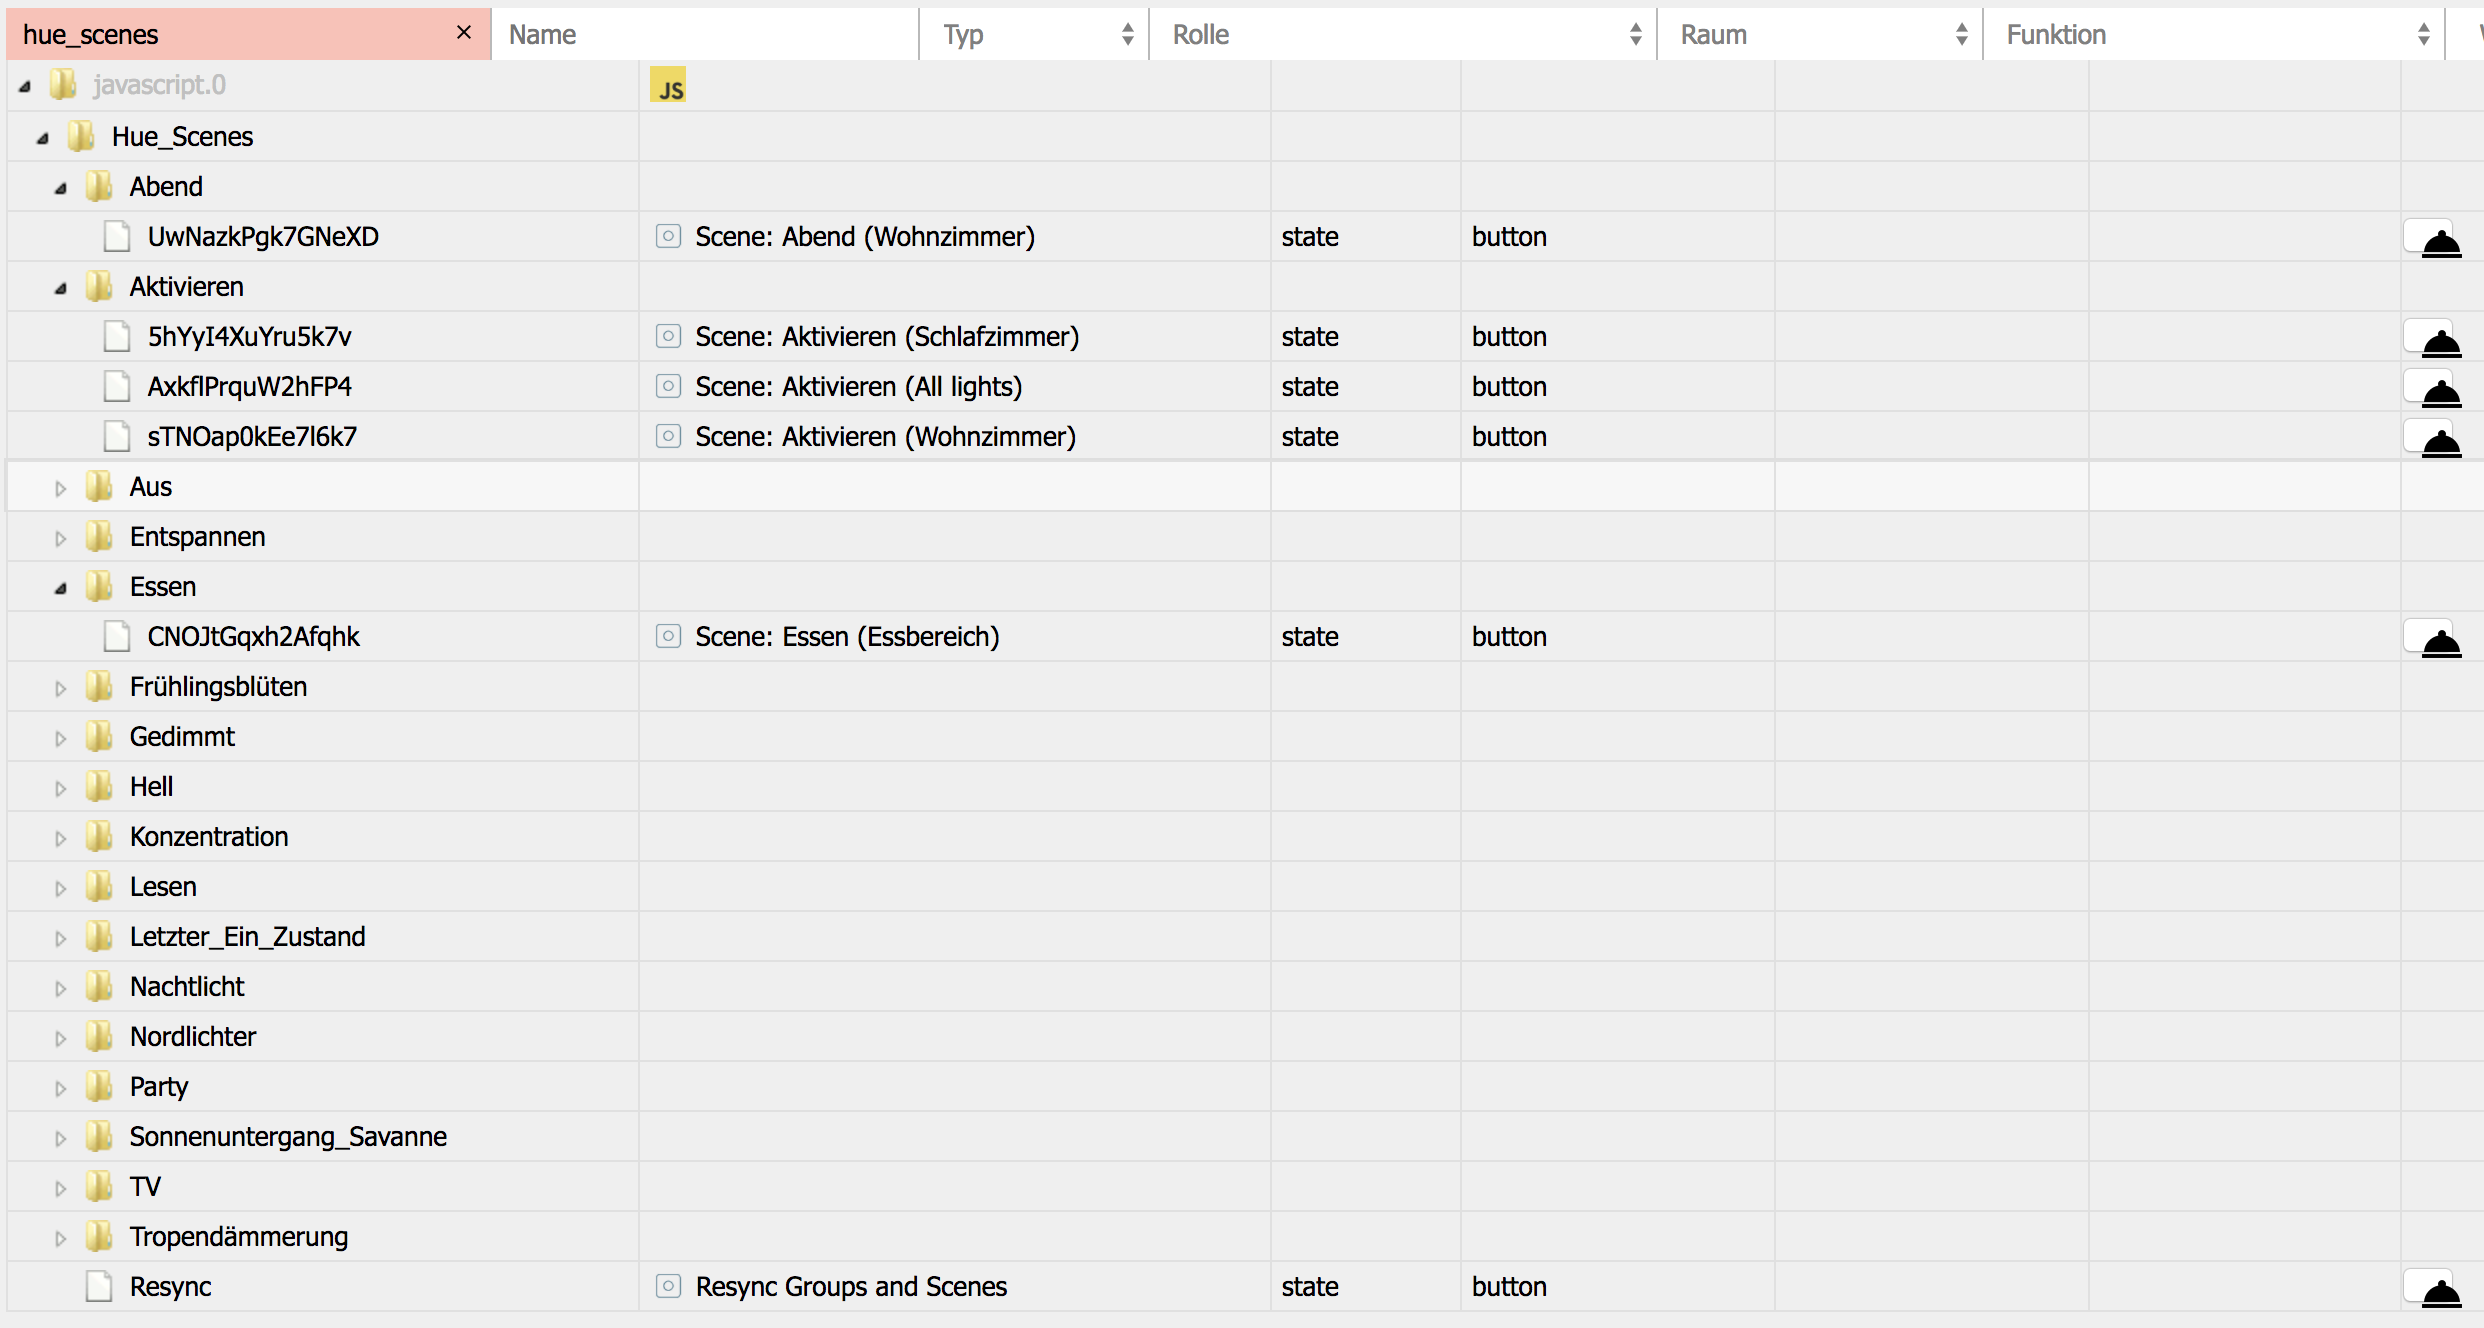 hue_scenes × Name Typ Rolle Raum Funktion
javascript.0 JS
Hue_Scenes
Abend
UwNazkPgk7GNeXD Scene: Abend (Wohnzimmer) state button
Aktivieren
5hYyI4XuYru5k7v Scene: Aktivieren (Schlafzimmer) state button
AxkflPrquW2hFP4 Scene: Aktivieren (All lights) state button
sTNOap0kEe7l6k7 Scene: Aktivieren (Wohnzimmer) state button
Aus
Entspannen
Essen
CNOJtGqxh2Afqhk Scene: Essen (Essbereich) state button
Frühlingsblüten
Gedimmt
Hell
Konzentration
Lesen
Letzter_Ein_Zustand
Nachtlicht
Nordlichter
Party
Sonnenuntergang_Savanne
TV
Tropendämmerung
Resync Resync Groups and Scenes state button